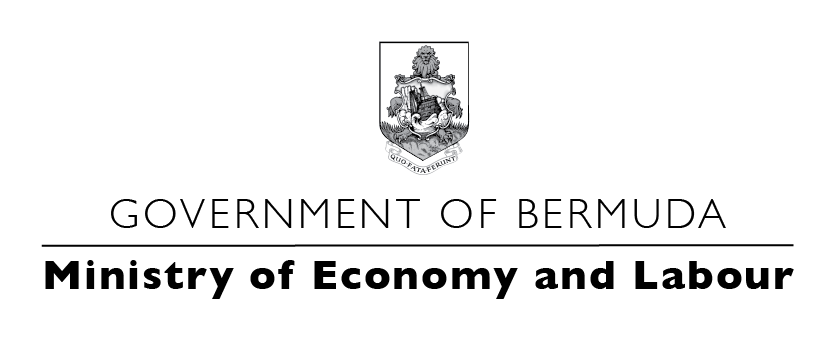 QUO FATA FERUNT
GOVERNMENT OF BERMUDA
Ministry of Economy and Labour